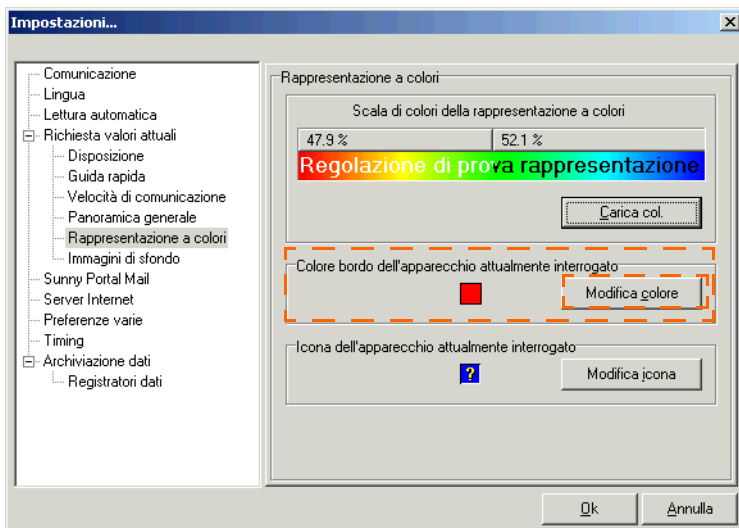 Impostazioni...
Comunicazione
Lingua
Lettura automatica
Richiesta valori attuali
Disposizione
Guida rapida
Velocità di comunicazione
Panoramica generale
Rappresentazione a colori
Immagini di sfondo
Sunny Portal Mail
Server Internet
Preferenze varie
Timing
Archiviazione dati
Registratori dati
Rappresentazione a colori
Scala di colori della rappresentazione a colori
47.9 % 52.1 %
Regolazione di prova rappresentazione
Carica col.
Colore bordo dell'apparecchio attualmente interrogato
Modifica colore
Icona dell'apparecchio attualmente interrogato
?
Modifica icona
Ok Annulla